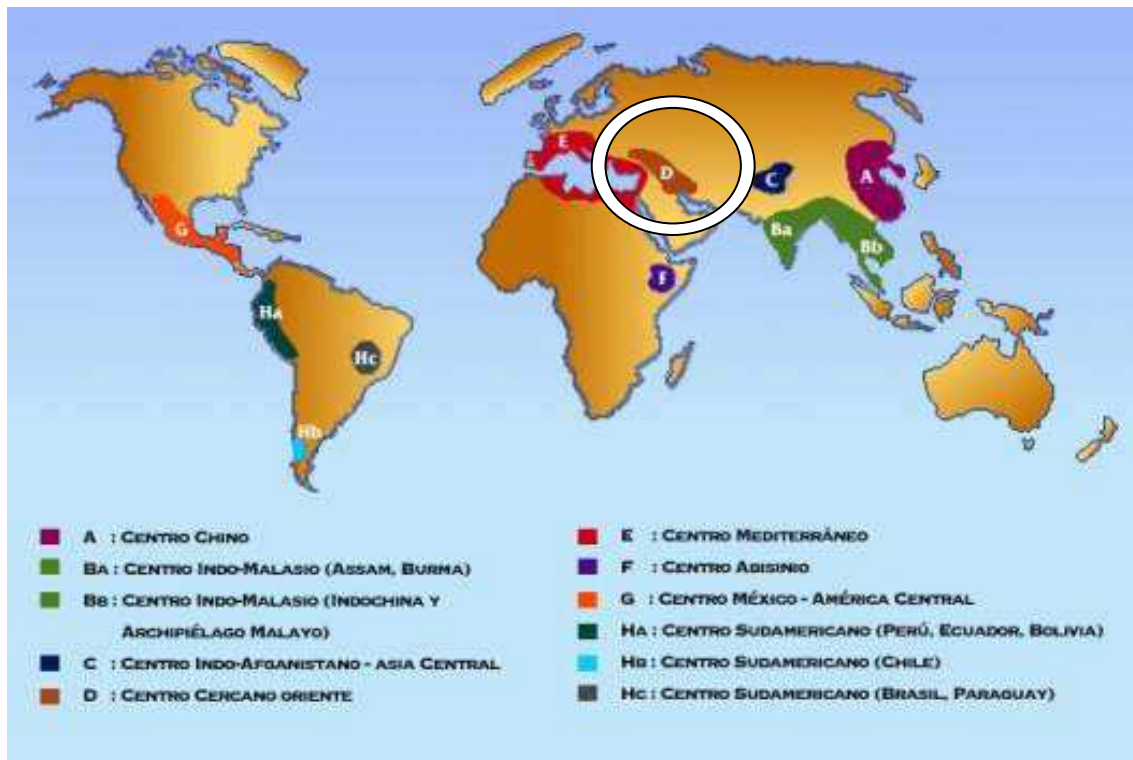 E
D
C
A
G
Ba
Bb
F
Ha
Hc
Hb
A : Centro Chino
Ba : Centro Indo-Malasio (Assam, Burma)
Bb : Centro Indo-Malasio (Indochina y
Archipiélago Malayo)
C : Centro Indo-Afganistano - asia Central
D : Centro Cercano oriente
E : Centro Mediterráneo
F : Centro Abisinio
G : Centro México - América Central
Ha : Centro Sudamericano (Perú, Ecuador, Bolivia)
Hb : Centro Sudamericano (Chile)
Hc : Centro Sudamericano (Brasil, Paraguay)